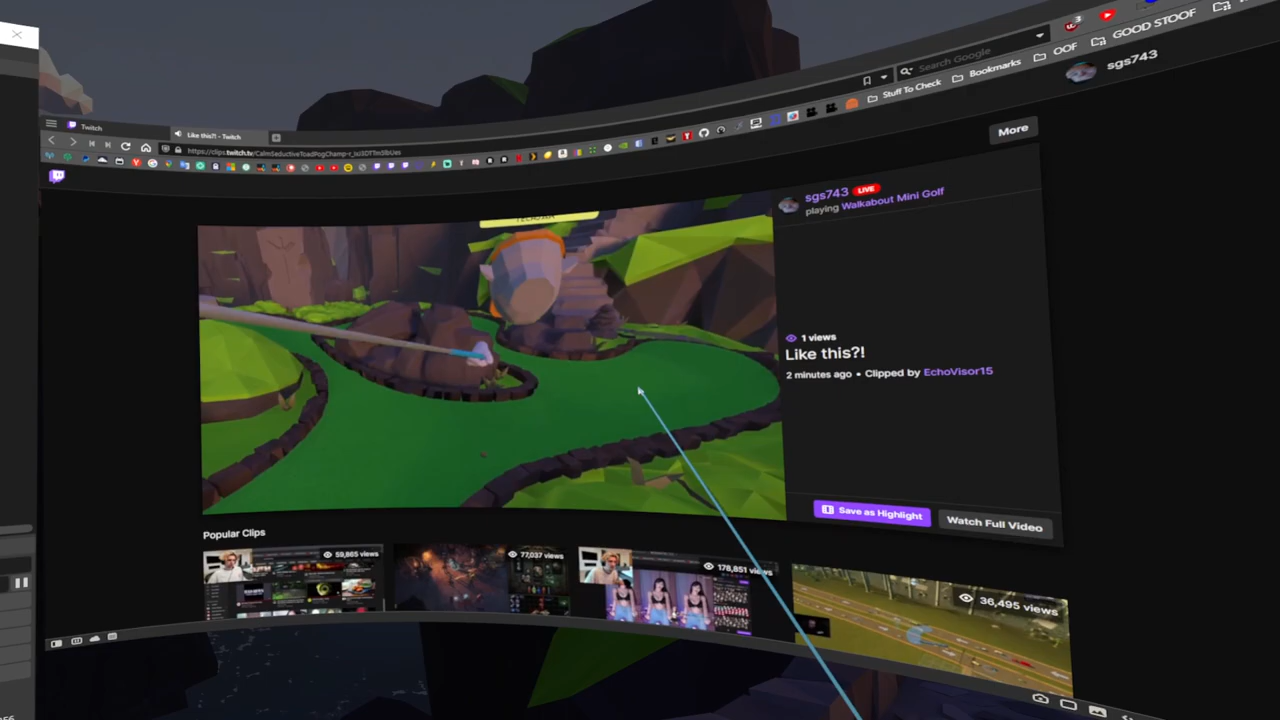 Search Google
OOF
GOOD STOOF
Stuff To Check
Bookmarks
sgs743
Twitch
Like this?! - Twitch
More
sgs743 LIVE
playing Walkabout Mini Golf
1 views
Like this?!
2 minutes ago • Clipped by EchoVisor15
Save as Highlight
Watch Full Video
Popular Clips
59,865 views
77,037 views
178,851 views
36,495 views